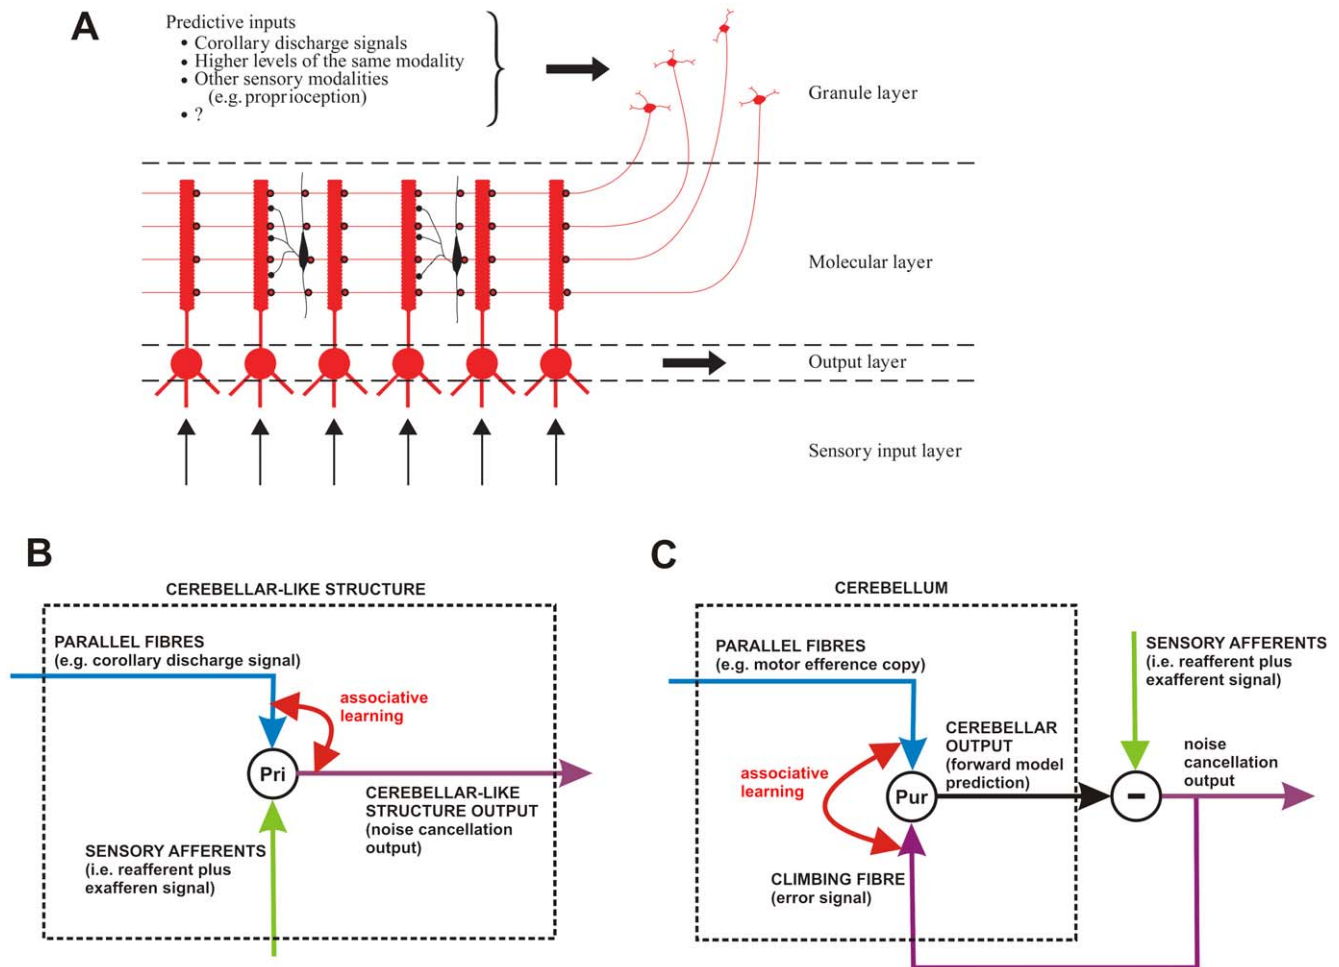 A
Predictive inputs
• Corollary discharge signals
• Higher levels of the same modality
• Other sensory modalities
(e.g. proprioception)
• ?
Granule layer
Molecular layer
Output layer
Sensory input layer
B
CEREBELLAR-LIKE STRUCTURE
PARALLEL FIBRES
(e.g. corollary discharge signal)
associative
learning
Pri
CEREBELLAR-LIKE
STRUCTURE OUTPUT
(noise cancellation
output)
SENSORY AFFERENTS
(i.e. reafferent plus
exafferen signal)
C
CEREBELLUM
PARALLEL FIBRES
(e.g. motor efference copy)
SENSORY AFFERENTS
(i.e. reafferent plus
exafferent signal)
associative
learning
Pur
CEREBELLAR
OUTPUT
(forward model
prediction)
−
noise
cancellation
output
CLIMBING FIBRE
(error signal)